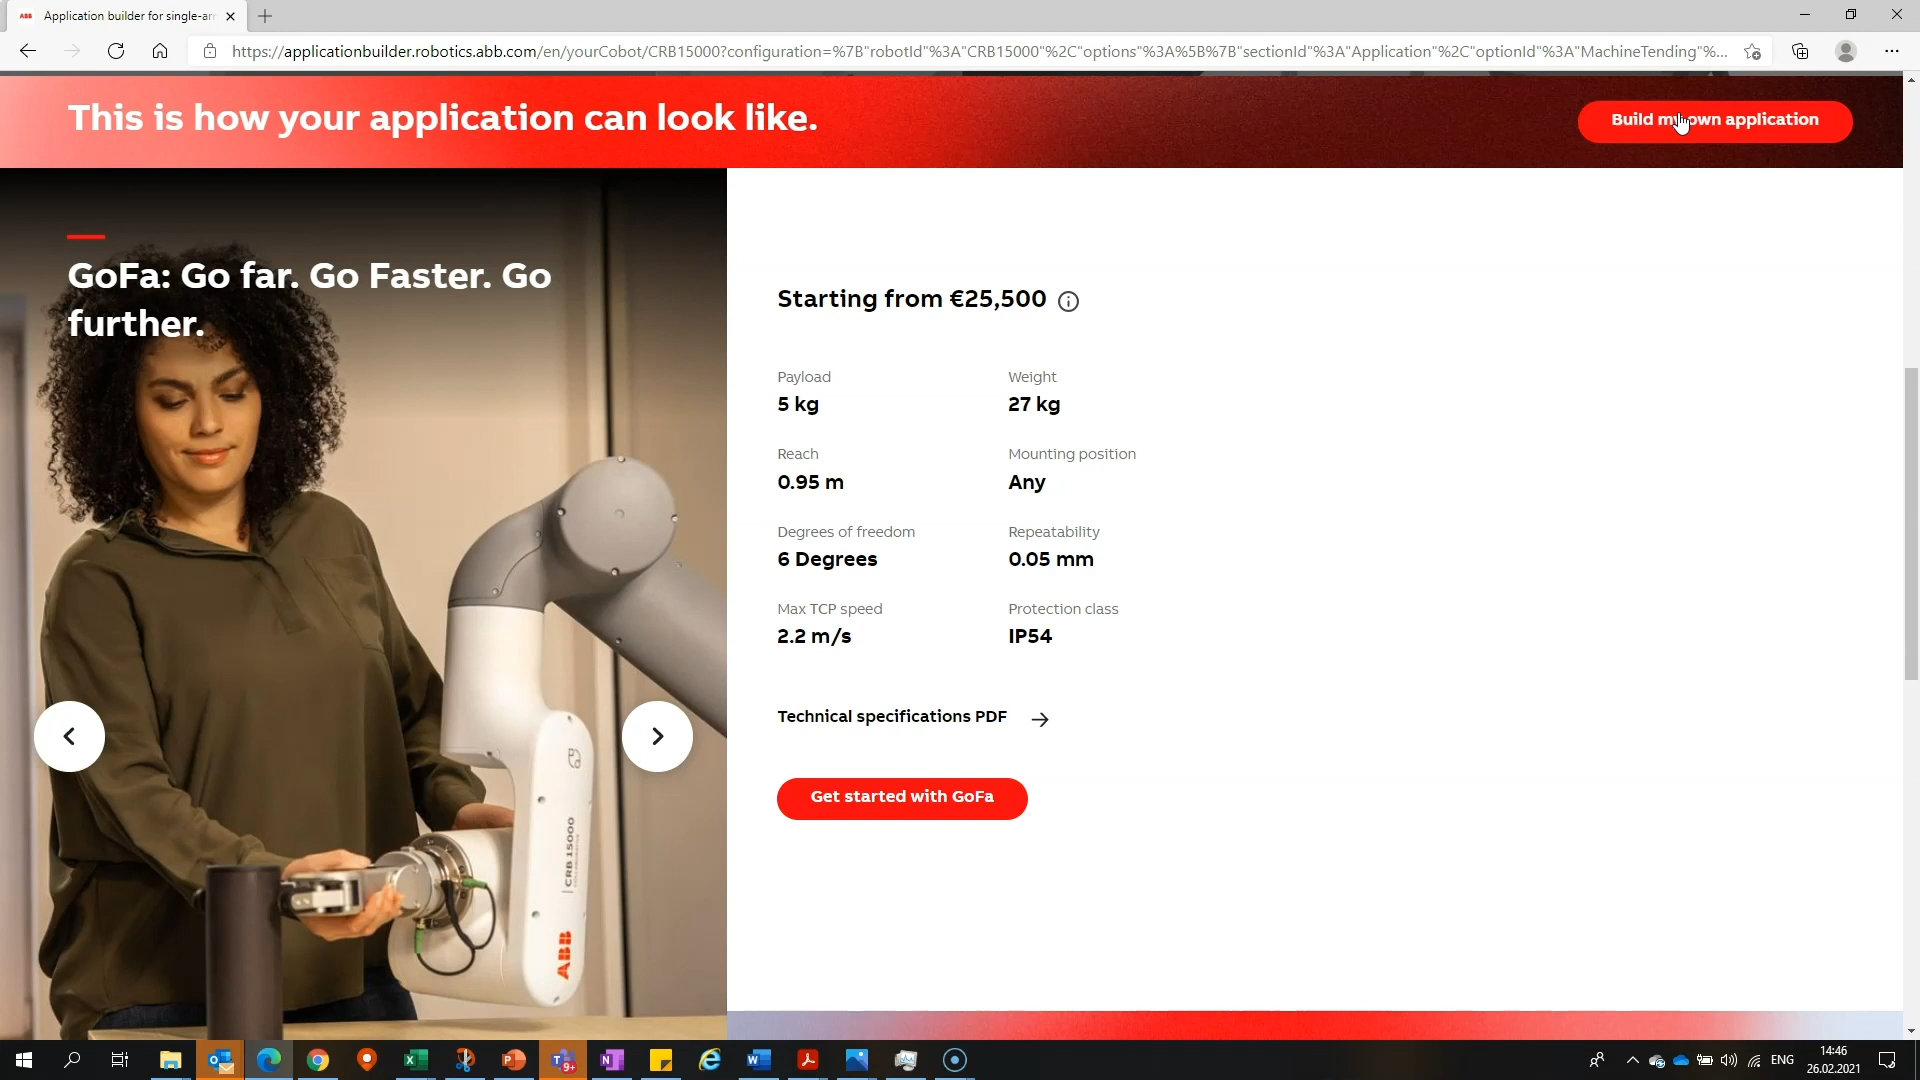 Application builder for single-ar
https://applicationbuilder.robotics.abb.com/en/yourCobot/CRB15000?configuration=%7B"robotId"%3A"CRB15000"%2C"options"%3A%5B%7B"sectionId"%3A"Application"%2C"optionId"%3A"MachineTending"%...
This is how your application can look like.
Build my own application
GoFa: Go far. Go Faster. Go
further.
Starting from €25,500
Payload
Weight
5 kg
27 kg
Reach
Mounting position
0.95 m
Any
Degrees of freedom
Repeatability
6 Degrees
0.05 mm
Max TCP speed
Protection class
2.2 m/s
IP54
Technical specifications PDF
Get started with GoFa
CRB 15000
ABB
9+
ENG
14:46
26.02.2021